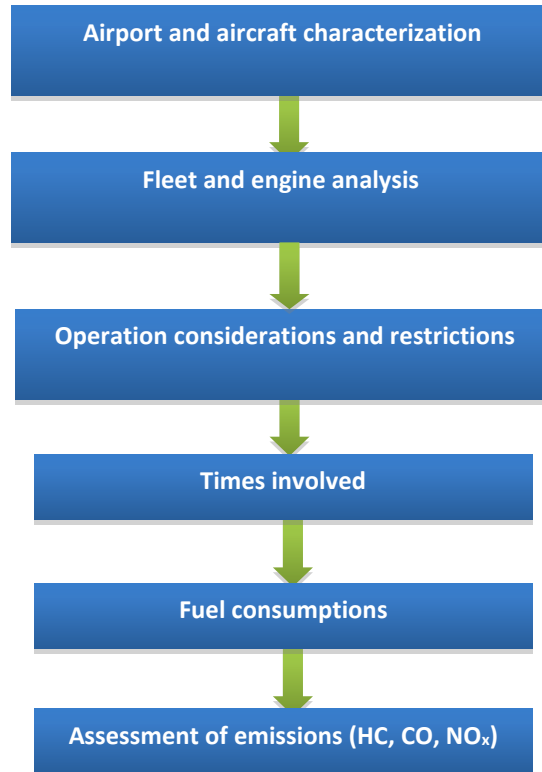 Airport and aircraft characterization
Fleet and engine analysis
Operation considerations and restrictions
Times involved
Fuel consumptions
Assessment of emissions (HC, CO, NOₓ)